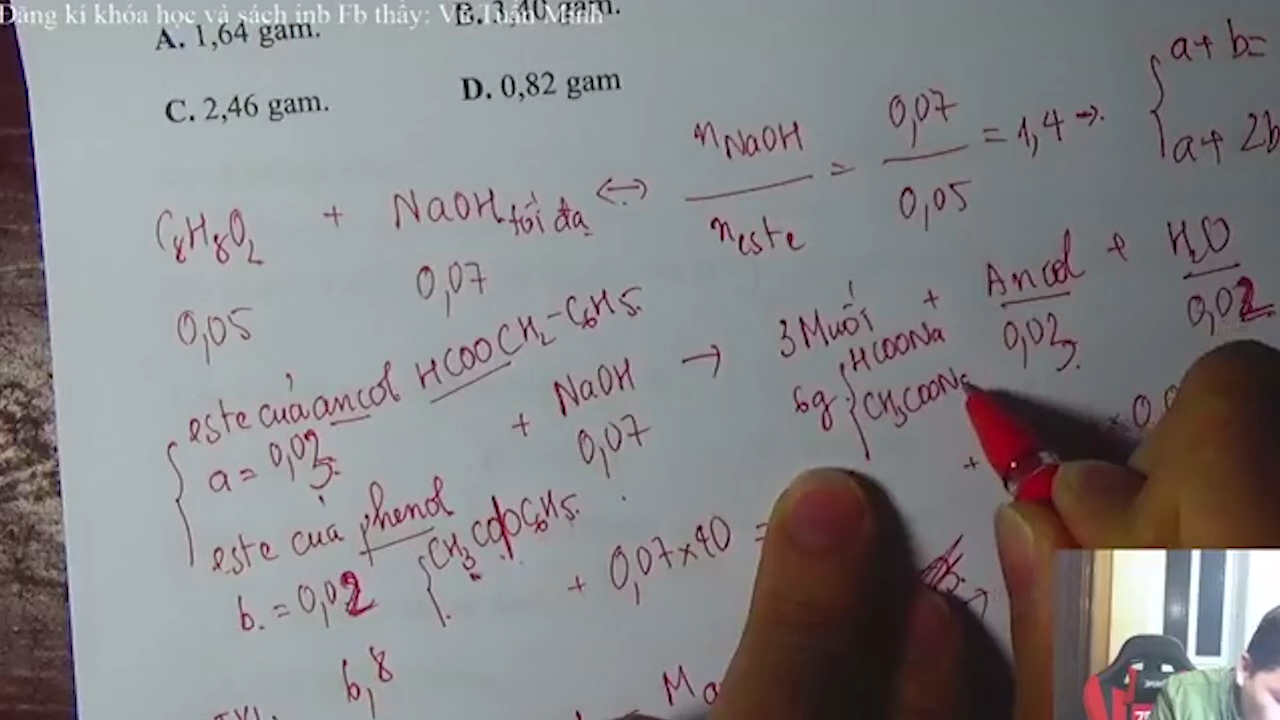 Đăng kí khóa học và sách inb Fb thầy: Vũ Tuấn Minh
A. 1,64 gam.
B. 3,40 gam.
C. 2,46 gam.
D. 0,82 gam
a + b =
a + 2b
C8H8O2 + NaOH tối đa <-> nNaOH / neste = 0,07 / 0,05 = 1,4 ->
0,05 0,07
este của ancol HCOOCH2-C6H5 + NaOH -> 3 Muối + Ancol + H2O
a = 0,03 0,07 6g HCOONa 0,03 0,02
CH3COONa
este của phenol CH3COOC6H5
b = 0,02
+ 0,07 x 40 =
6,8